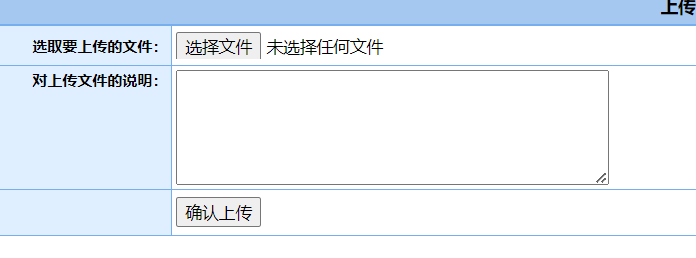 上传
选取要上传的文件：
选择文件 未选择任何文件
对上传文件的说明：
确认上传